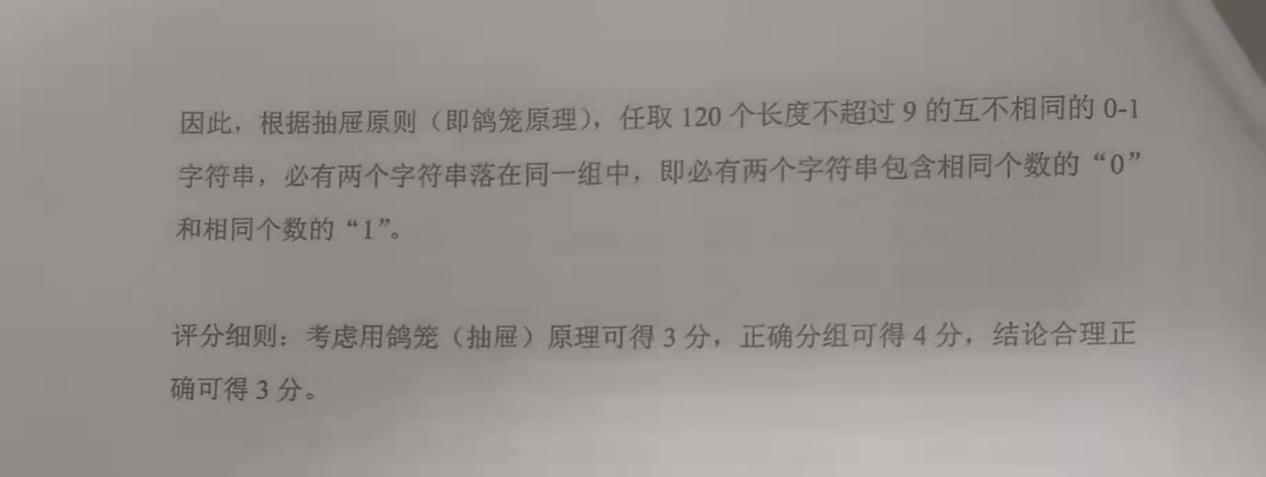 因此，根据抽屉原则（即鸽笼原理），任取 120 个长度不超过 9 的互不相同的 0-1
字符串，必有两个字符串落在同一组中，即必有两个字符串包含相同个数的“0”
和相同个数的“1”。
评分细则：考虑用鸽笼（抽屉）原理可得 3 分，正确分组可得 4 分，结论合理正
确可得 3 分。